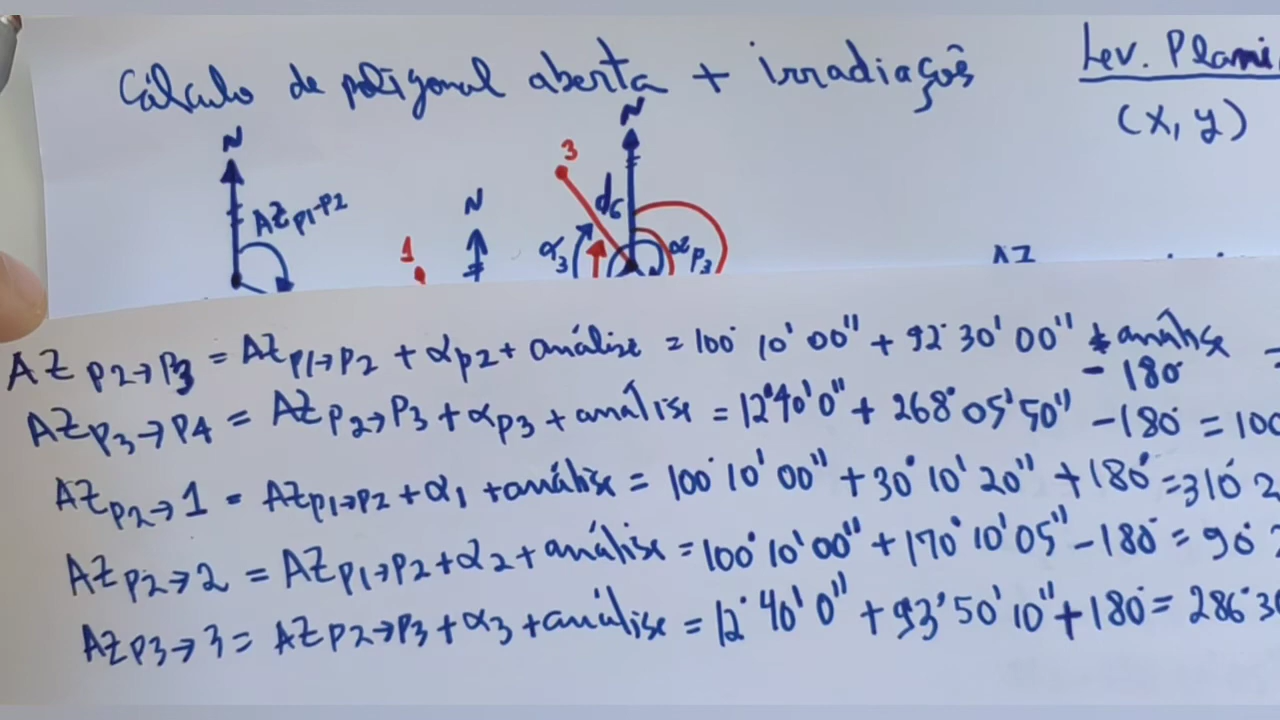 Cálculo de poligonal aberta + irradiações
Lev. Plani
(X, Y)
N
AZ P1-P2
1
N
3
N
d6
α3
αP3
AZ
AZ P2→P3 = AZ P1→P2 + αP2 + análise = 100° 10' 00" + 92° 30' 00" + análise =
- 180°
AZ P3→P4 = AZ P2→P3 + αP3 + análise = 12° 40' 0" + 268° 05' 50" - 180° = 100
AZ P2→1 = AZ P1→P2 + α1 + análise = 100° 10' 00" + 30° 10' 20" + 180° = 310° 2
AZ P2→2 = AZ P1→P2 + α2 + análise = 100° 10' 00" + 170° 10' 05" - 180° = 90° 2
AZ P3→3 = AZ P2→P3 + α3 + análise = 12° 40' 0" + 93° 50' 10" + 180° = 286° 30